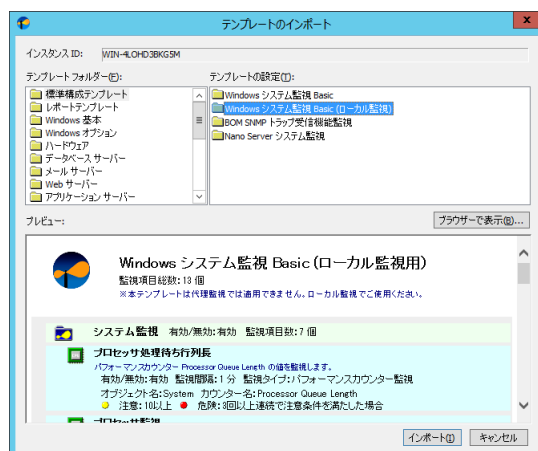 テンプレートのインポート
x
インスタンス ID: WIN-4LOHD3BKG5M
テンプレート フォルダー(F):
標準構成テンプレート
レポートテンプレート
Windows 基本
Windows オプション
ハードウェア
データベース サーバー
メール サーバー
Web サーバー
アプリケーション サーバー
テンプレートの設定(T):
Windows システム監視 Basic
Windows システム監視 Basic (ローカル監視)
BOM SNMP トラップ受信機能監視
Nano Server システム監視
プレビュー:
ブラウザーで表示(B)...
Windows システム監視 Basic (ローカル監視用)
監視項目総数: 13 個
※本テンプレートは代理監視では適用できません。ローカル監視でご使用ください。
システム監視 有効/無効: 有効 監視項目数: 7 個
プロセッサ処理待ち行列長
パフォーマンスカウンター Processor Queue Length の値を監視します。
有効/無効: 有効 監視間隔: 1 分 監視タイプ: パフォーマンスカウンター監視
オブジェクト名: System カウンター名: Processor Queue Length
注意: 10以上 危険: 3回以上連続で注意条件を満たした場合
インポート(I)
キャンセル